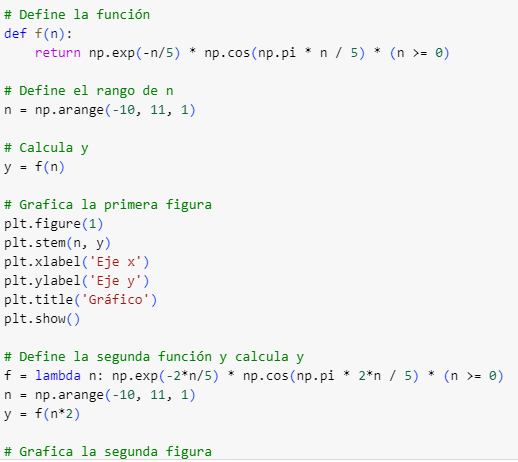 # Define la función
def f(n):
    return np.exp(-n/5) * np.cos(np.pi * n / 5) * (n >= 0)
# Define el rango de n
n = np.arange(-10, 11, 1)
# Calcula y
y = f(n)
# Grafica la primera figura
plt.figure(1)
plt.stem(n, y)
plt.xlabel('Eje x')
plt.ylabel('Eje y')
plt.title('Gráfico')
plt.show()
# Define la segunda función y calcula y
f = lambda n: np.exp(-2*n/5) * np.cos(np.pi * 2*n / 5) * (n >= 0)
n = np.arange(-10, 11, 1)
y = f(n*2)
# Grafica la segunda figura